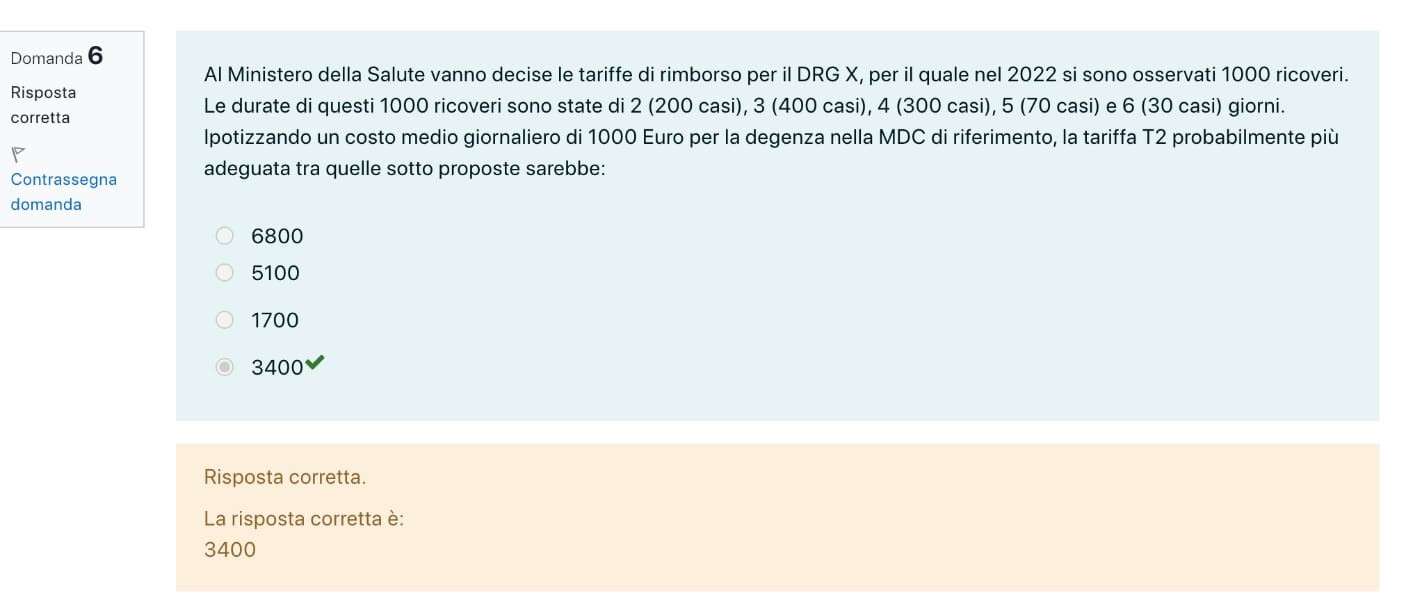 Domanda 6
Risposta
corretta
Contrassegna
domanda
Al Ministero della Salute vanno decise le tariffe di rimborso per il DRG X, per il quale nel 2022 si sono osservati 1000 ricoveri.
Le durate di questi 1000 ricoveri sono state di 2 (200 casi), 3 (400 casi), 4 (300 casi), 5 (70 casi) e 6 (30 casi) giorni.
Ipotizzando un costo medio giornaliero di 1000 Euro per la degenza nella MDC di riferimento, la tariffa T2 probabilmente più
adeguata tra quelle sotto proposte sarebbe:
6800
5100
1700
3400
Risposta corretta.
La risposta corretta è:
3400